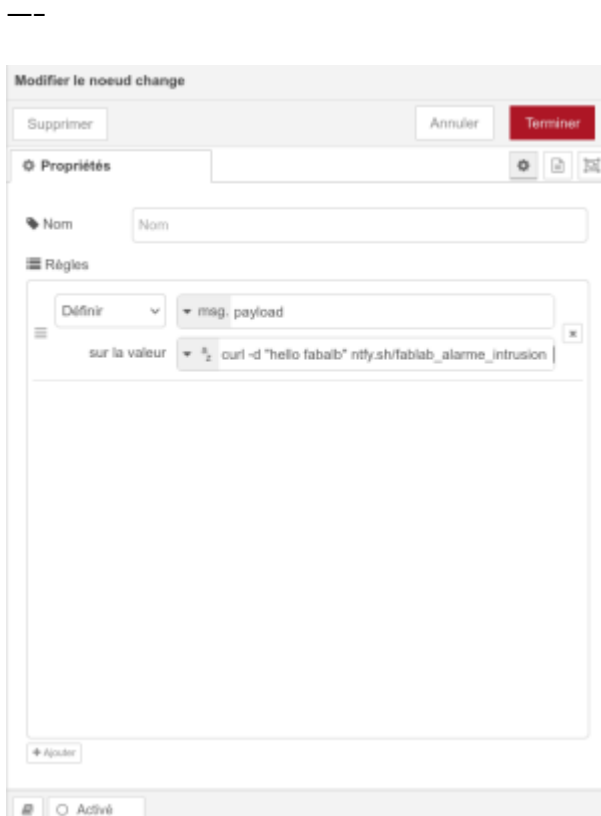 —--
Modifier le noeud change
Supprimer Annuler Terminer
Propriétés
Nom Nom
Règles
Définir msg. payload
sur la valeur a z curl -d "hello fabalb" ntfy.sh/fablab_alarme_intrusion
+ Ajouter
Activé